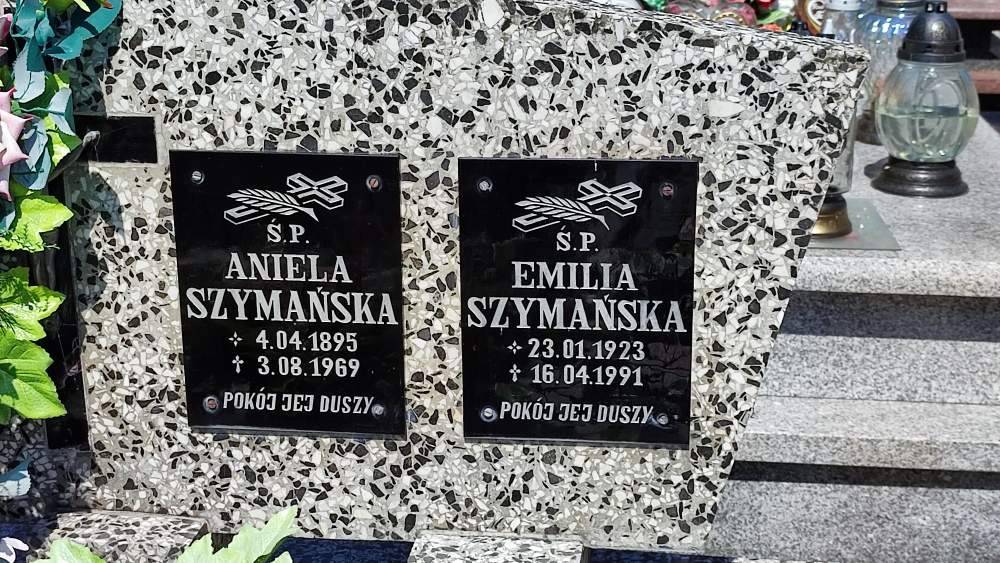 Ś.P.
ANIELA
SZYMAŃSKA
✧ 4.04.1895
✝ 3.08.1969
POKÓJ JEJ DUSZY
Ś.P.
EMILIA
SZYMAŃSKA
✧ 23.01.1923
✝ 16.04.1991
POKÓJ JEJ DUSZY